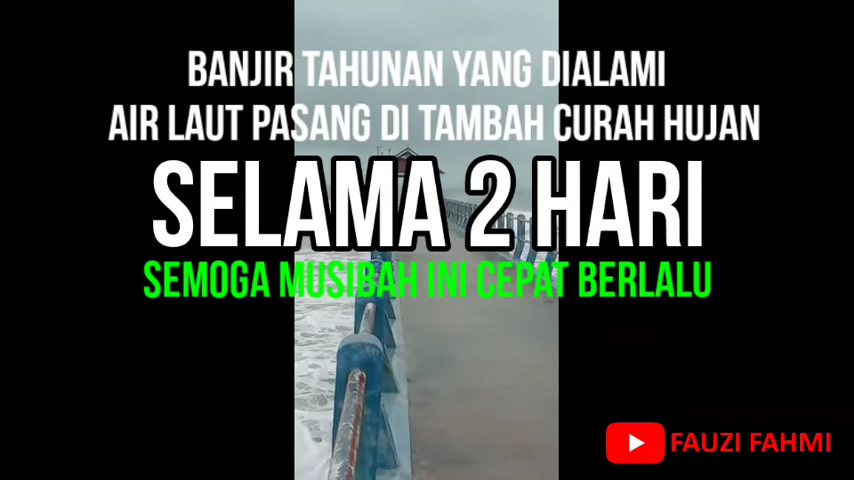 BANJIR TAHUNAN YANG DIALAMI
AIR LAUT PASANG DI TAMBAH CURAH HUJAN
SELAMA 2 HARI
SEMOGA MUSIBAH INI CEPAT BERLALU
FAUZI FAHMI